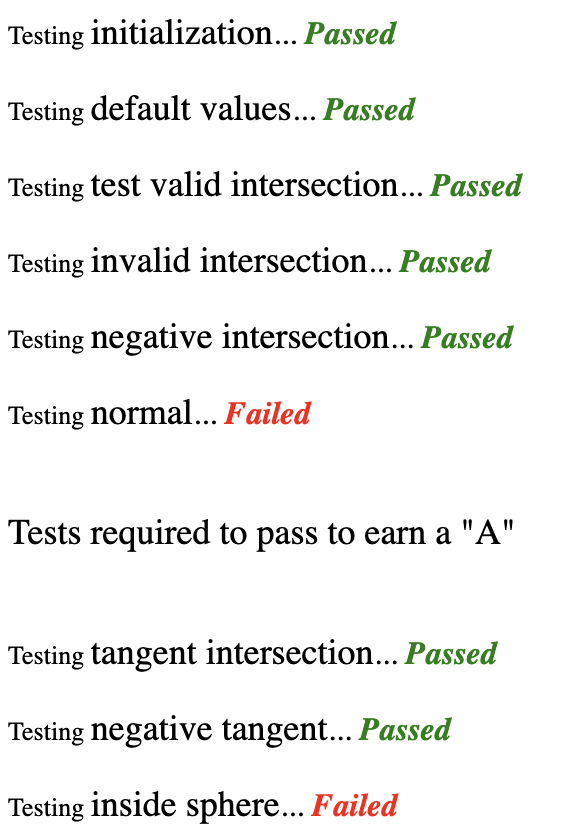 Testing initialization... Passed
Testing default values... Passed
Testing test valid intersection... Passed
Testing invalid intersection... Passed
Testing negative intersection... Passed
Testing normal... Failed
Tests required to pass to earn a "A"
Testing tangent intersection... Passed
Testing negative tangent... Passed
Testing inside sphere... Failed